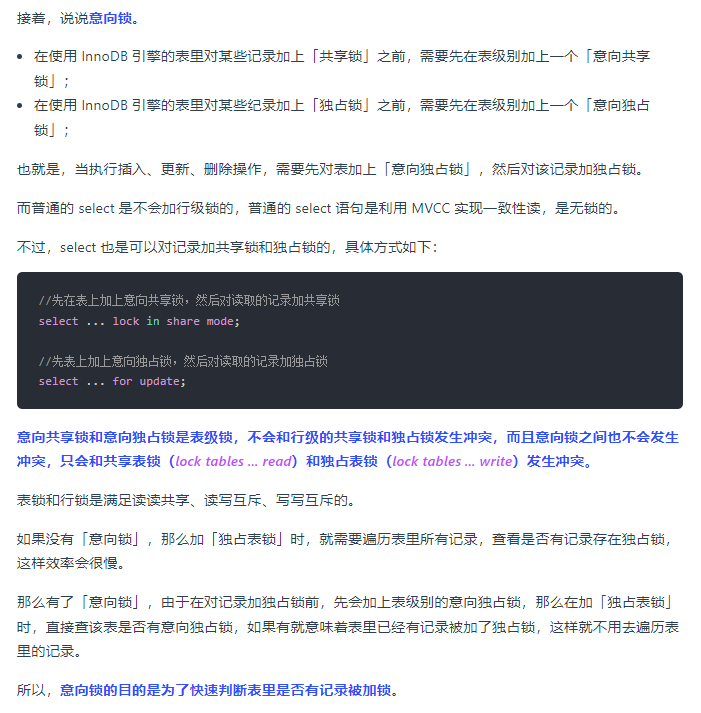 接着，说说意向锁。
在使用 InnoDB 引擎的表里对某些记录加上「共享锁」之前，需要先在表级别加上一个「意向共享
锁」；
在使用 InnoDB 引擎的表里对某些纪录加上「独占锁」之前，需要先在表级别加上一个「意向独占
锁」；
也就是，当执行插入、更新、删除操作，需要先对表加上「意向独占锁」，然后对该记录加独占锁。
而普通的 select 是不会加行级锁的，普通的 select 语句是利用 MVCC 实现一致性读，是无锁的。
不过，select 也是可以对记录加共享锁和独占锁的，具体方式如下：
//先在表上加上意向共享锁，然后对读取的记录加共享锁
select ... lock in share mode;
//先表上加上意向独占锁，然后对读取的记录加独占锁
select ... for update;
意向共享锁和意向独占锁是表级锁，不会和行级的共享锁和独占锁发生冲突，而且意向锁之间也不会发生
冲突，只会和共享表锁（lock tables ... read）和独占表锁（lock tables ... write）发生冲突。
表锁和行锁是满足读读共享、读写互斥、写写互斥的。
如果没有「意向锁」，那么加「独占表锁」时，就需要遍历表里所有记录，查看是否有记录存在独占锁，
这样效率会很慢。
那么有了「意向锁」，由于在对记录加独占锁前，先会加上表级别的意向独占锁，那么在加「独占表锁」
时，直接查该表是否有意向独占锁，如果有就意味着表里已经有记录被加了独占锁，这样就不用去遍历表
里的记录。
所以，意向锁的目的是为了快速判断表里是否有记录被加锁。